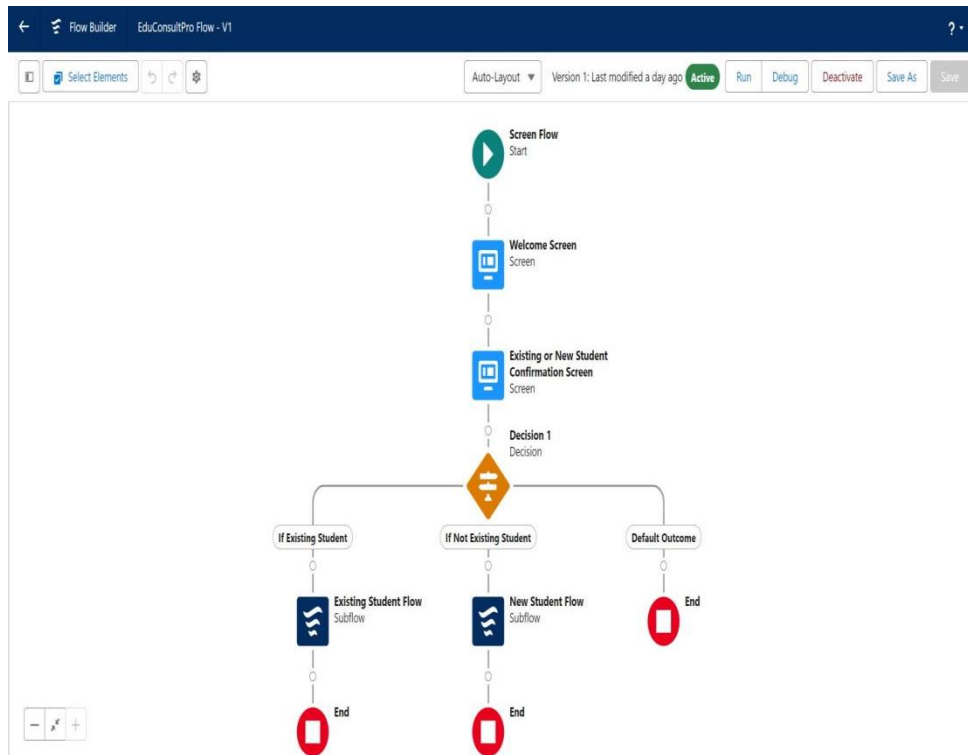 Flow Builder EduConsultPro Flow - V1 ?
Select Elements Auto-Layout Version 1: Last modified a day ago Active Run Debug Deactivate Save As Save
Screen Flow
Start
Welcome Screen
Screen
Existing or New Student
Confirmation Screen
Screen
Decision 1
Decision
If Existing Student If Not Existing Student Default Outcome
Existing Student Flow New Student Flow End
Subflow Subflow
End End